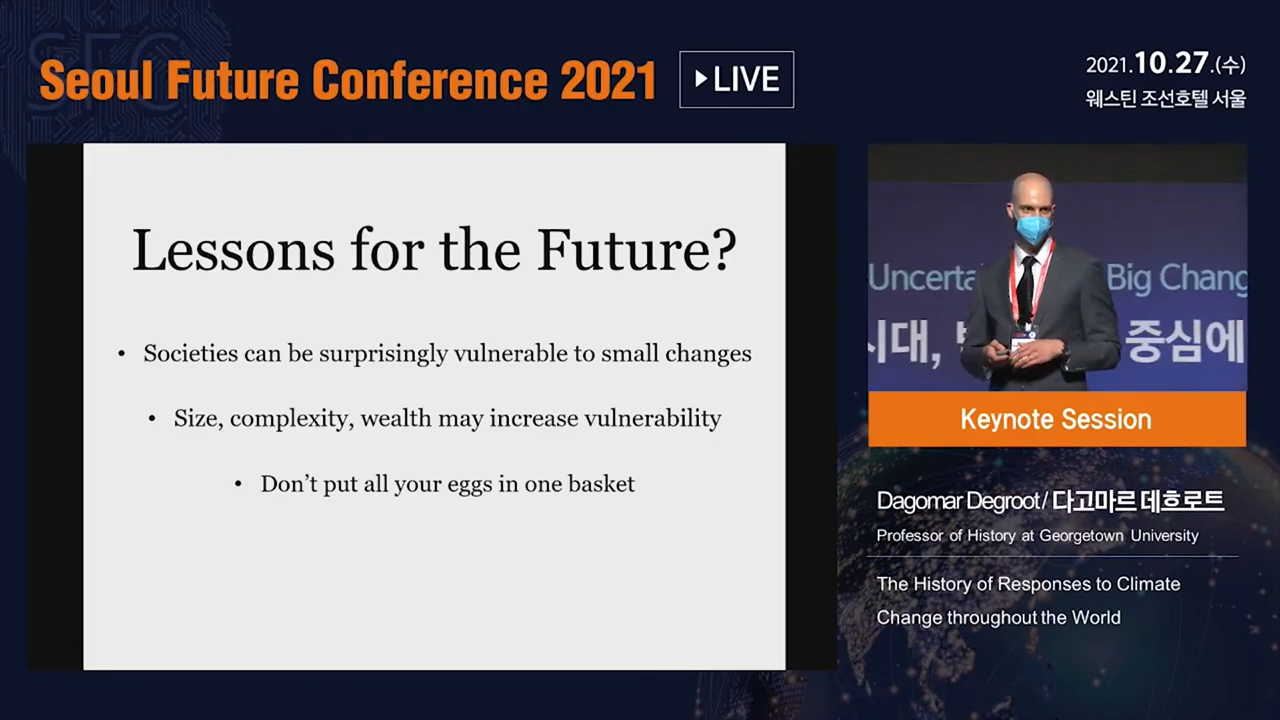 Seoul Future Conference 2021
LIVE
2021.10.27.(수)
웨스틴 조선호텔 서울
Lessons for the Future?
• Societies can be surprisingly vulnerable to small changes
• Size, complexity, wealth may increase vulnerability
• Don't put all your eggs in one basket
Big Chang
시대,
중심에
Keynote Session
Dagomar Degroot / 다고마르 데흐로트
Professor of History at Georgetown University
The History of Responses to Climate
Change throughout the World